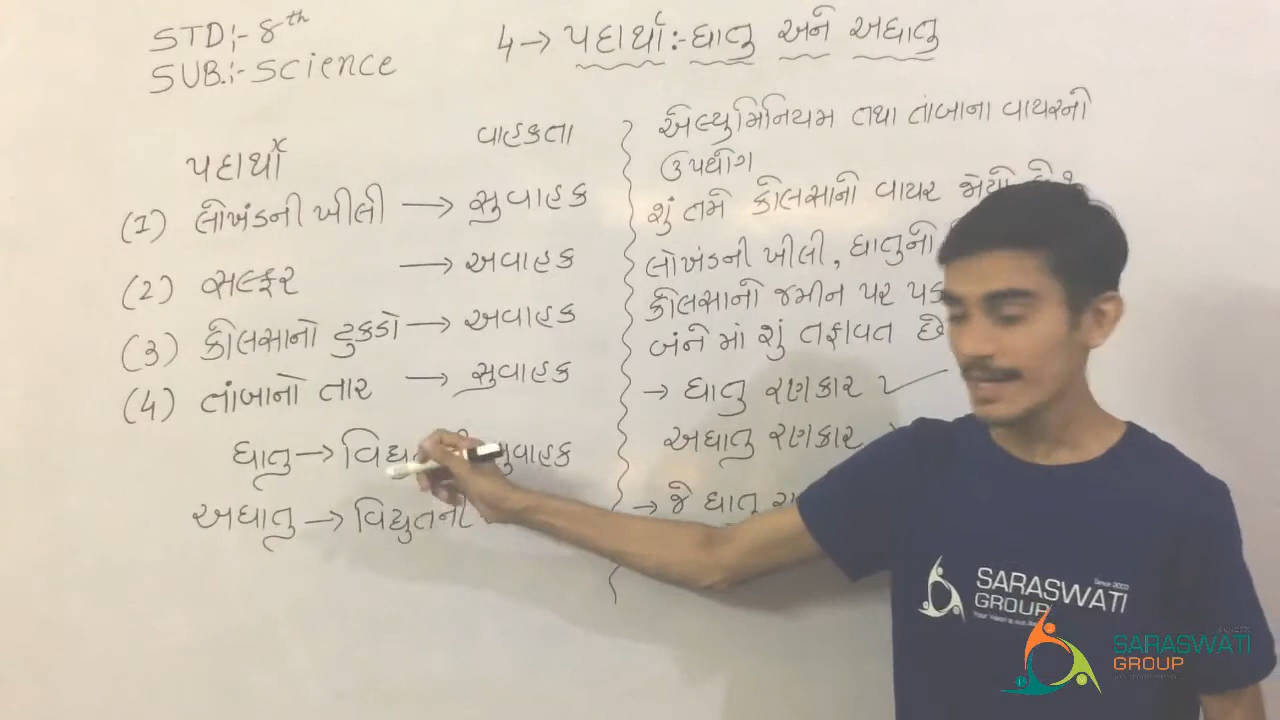 STD:- 8th
SUB.:- Science
4 → પદાર્થો:- ધાતુ અને અધાતુ
પદાર્થો વાહકતા
(1) લોખંડની ખીલી → સુવાહક
(2) સલ્ફર → અવાહક
(3) કોલસાનો ટુકડો → અવાહક
(4) તાંબાનો તાર → સુવાહક
ધાતુ → સુવાહક
અધાતુ → વિદ્યુતની
એલ્યુમિનિયમ તથા તાંબાના વાયરનો
ઉપયોગ
શું તમે કોલસાનો વાયર જોયો
લોખંડની ખીલી, ધાતુનો
કોલસાનો જમીન પર
બંને માં શું તફાવત છે
→ ધાતુ રણકાર ✓
અધાતુ રણકાર
→ જે ધાતુ
SARASWATI
GROUP
Since 2002
SARASWATI
GROUP